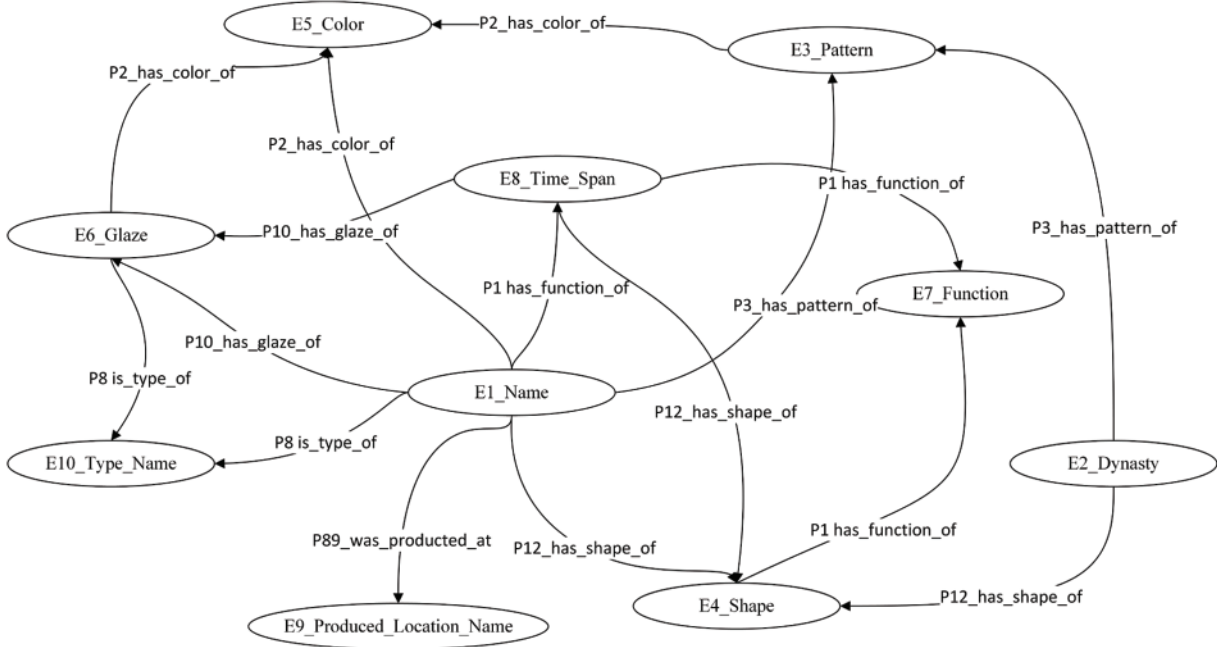 E5_Color
P2_has_color_of
E3_Pattern
P2_has_color_of
P2_has_color_of
E8_Time_Span
P1 has_function_of
P10_has_glaze_of
E6_Glaze
P3_has_pattern_of
P1 has_function_of
E7_Function
P3_has_pattern_of
P10_has_glaze_of
P8 is_type_of
E1_Name
P12_has_shape_of
P8 is_type_of
E10_Type_Name
E2_Dynasty
P1 has_function_of
P89_was_producted_at
P12_has_shape_of
P12_has_shape_of
E4_Shape
E9_Produced_Location_Name